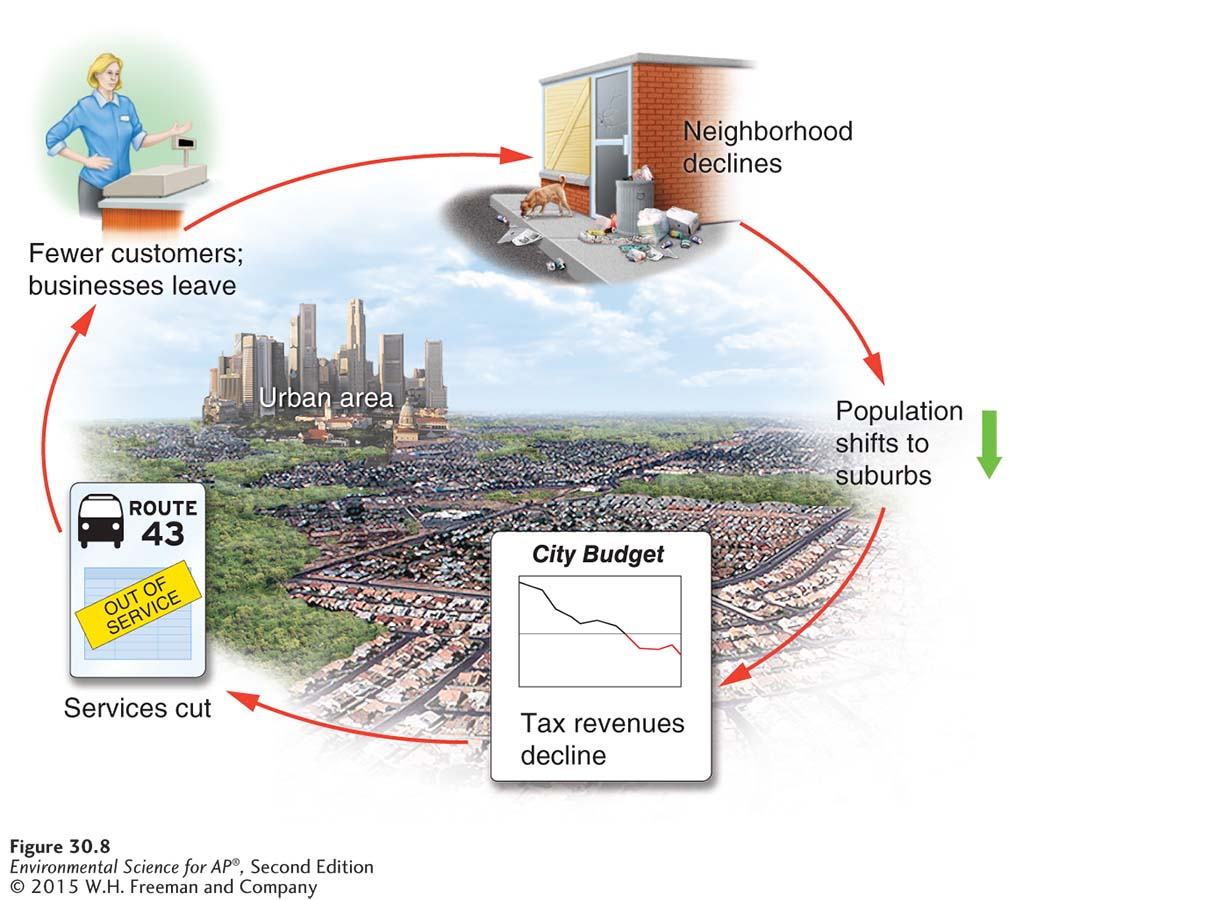 Neighborhood
declines
Fewer customers;
businesses leave
Urban area
Population
shifts to
suburbs
ROUTE
43
OUT OF
SERVICE
Services cut
City Budget
Tax revenues
decline
Figure 30.8
Environmental Science for AP®, Second Edition
© 2015 W.H. Freeman and Company